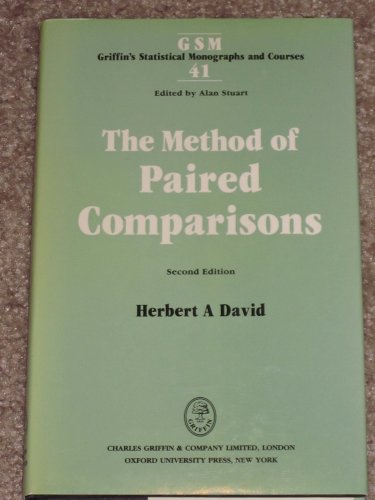 GSM
Griffin's Statistical Monographs and Courses
41
Edited by Alan Stuart
The Method of
Paired
Comparisons
Second Edition
Herbert A David
GRIFFIN
CHARLES GRIFFIN & COMPANY LIMITED, LONDON
OXFORD UNIVERSITY PRESS, NEW YORK